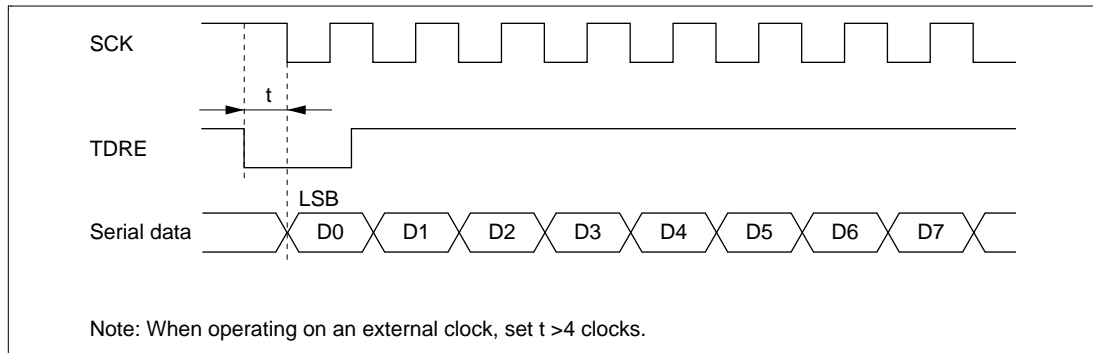 SCK
t
TDRE
LSB
Serial data D0 D1 D2 D3 D4 D5 D6 D7
Note: When operating on an external clock, set t >4 clocks.